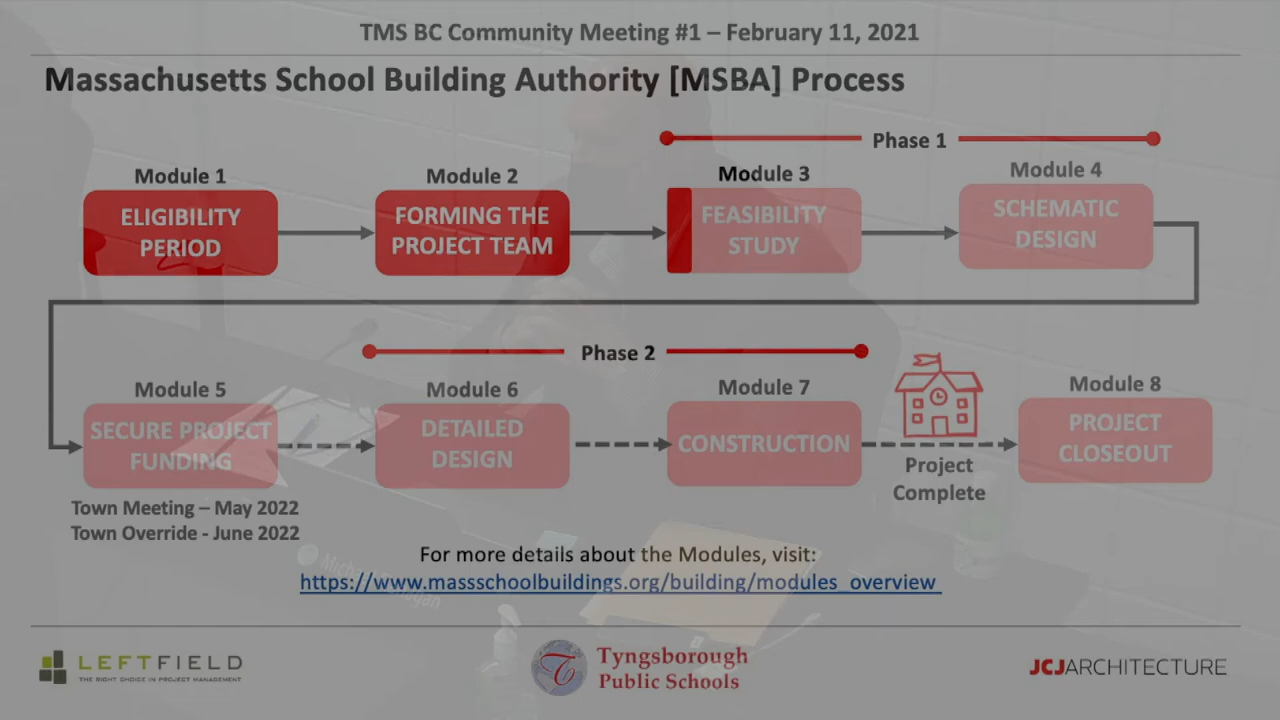 TMS BC Community Meeting #1 – February 11, 2021
Massachusetts School Building Authority [MSBA] Process
Phase 1
Module 1
ELIGIBILITY
PERIOD
Module 2
FORMING THE
PROJECT TEAM
Module 3
FEASIBILITY
STUDY
Module 4
SCHEMATIC
DESIGN
Phase 2
Module 5
SECURE PROJECT
FUNDING
Town Meeting – May 2022
Town Override - June 2022
Module 6
DETAILED
DESIGN
Module 7
CONSTRUCTION
Project
Complete
Module 8
PROJECT
CLOSEOUT
For more details about the Modules, visit:
https://www.massschoolbuildings.org/building/modules_overview
LEFTFIELD
THE RIGHT CHOICE IN PROJECT MANAGEMENT
Tyngsborough
Public Schools
JCJARCHITECTURE